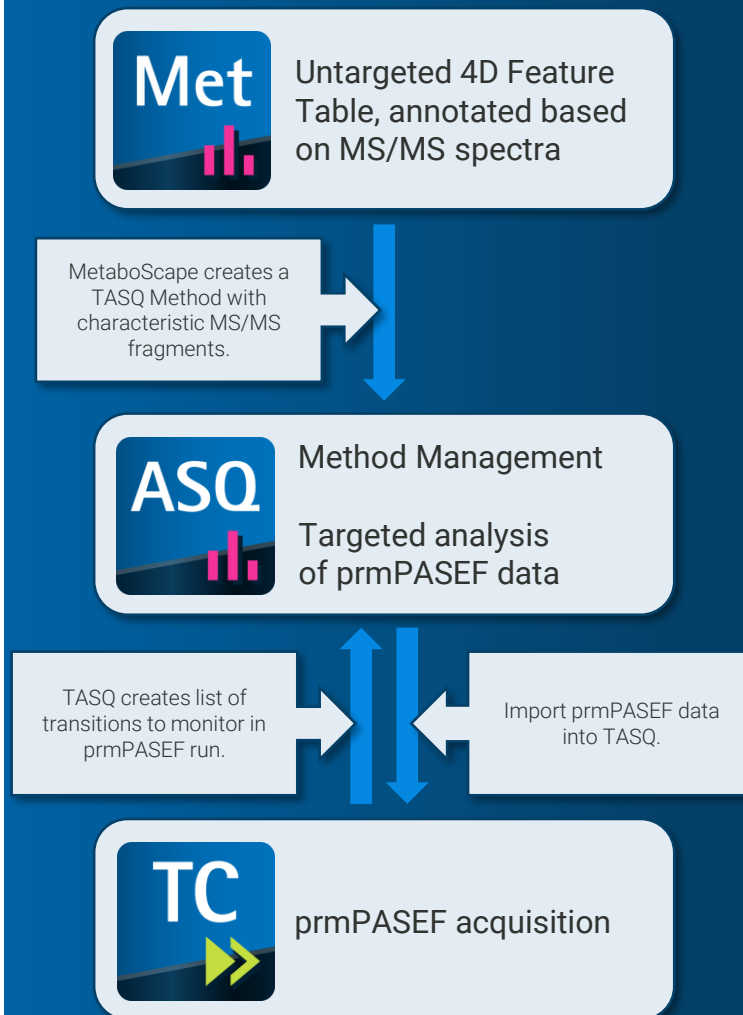 Met
Untargeted 4D Feature
Table, annotated based
on MS/MS spectra
MetaboScape creates a
TASQ Method with
characteristic MS/MS
fragments.
ASQ
Method Management
Targeted analysis
of prmPASEF data
TASQ creates list of
transitions to monitor in
prmPASEF run.
Import prmPASEF data
into TASQ.
TC
prmPASEF acquisition